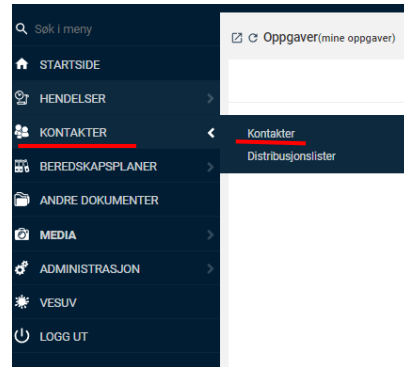 Søk i meny
Oppgaver(mine oppgaver)
STARTSIDE
HENDELSER
KONTAKTER
Kontakter
Distribusjonslister
BEREDSKAPSPLANER
ANDRE DOKUMENTER
MEDIA
ADMINISTRASJON
VESUV
LOGG UT